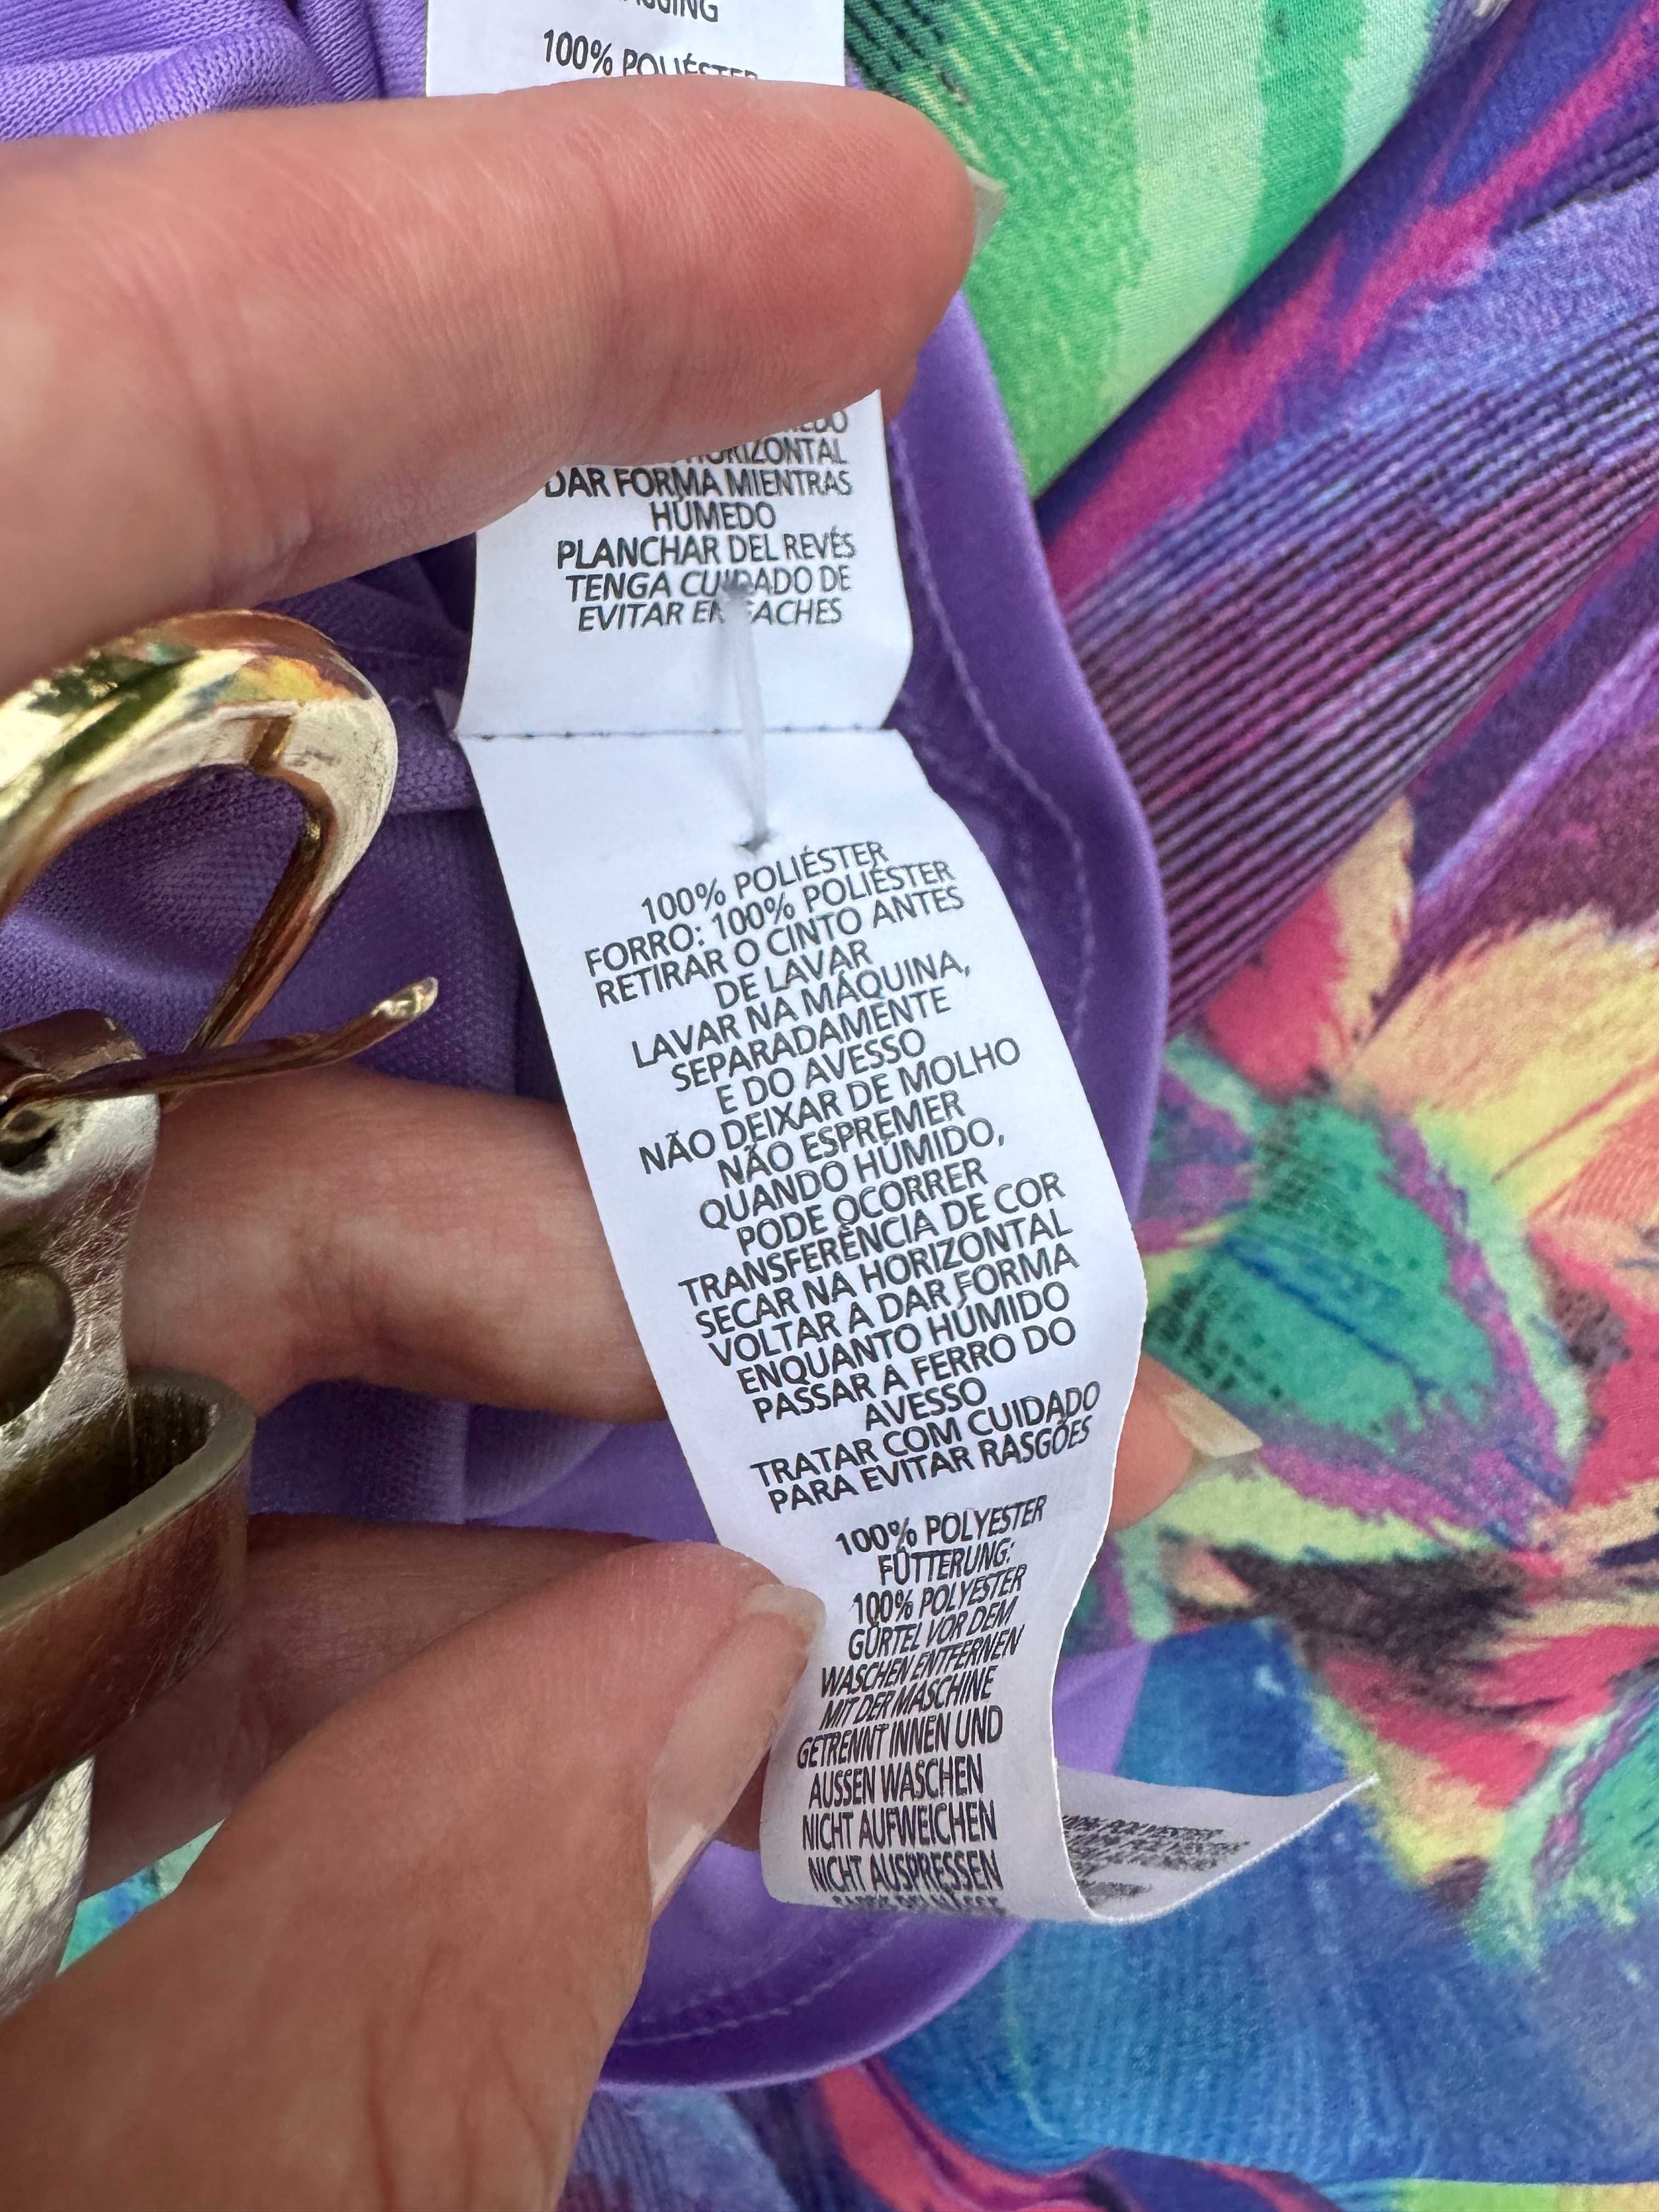 100% POLIÉSTER
HORIZONTAL
DAR FORMA MIENTRAS
HÚMEDO
PLANCHAR DEL REVÉS
TENGA CUIDADO DE
EVITAR
100% POLIÉSTER
FORRO: 100% POLIÉSTER
RETIRAR O CINTO ANTES
DE LAVAR
LAVAR NA MÁQUINA,
SEPARADAMENTE
E DO AVESSO
NÃO DEIXAR DE MOLHO
NÃO ESPREMER
QUANDO HÚMIDO,
PODE OCORRER
TRANSFERÊNCIA DE COR
SECAR NA HORIZONTAL
VOLTAR A DAR FORMA
ENQUANTO HÚMIDO
PASSAR A FERRO DO
AVESSO
TRATAR COM CUIDADO
PARA EVITAR RASGÕES
100% POLYESTER
FÜTTERUNG:
100% POLYESTER
GÜRTEL VOR DEM
WASCHEN ENTFERNEN
MIT DER MASCHINE
GETRENNT INNEN UND
AUSSEN WASCHEN
NICHT AUFWEICHEN
NICHT AUSPRESSEN